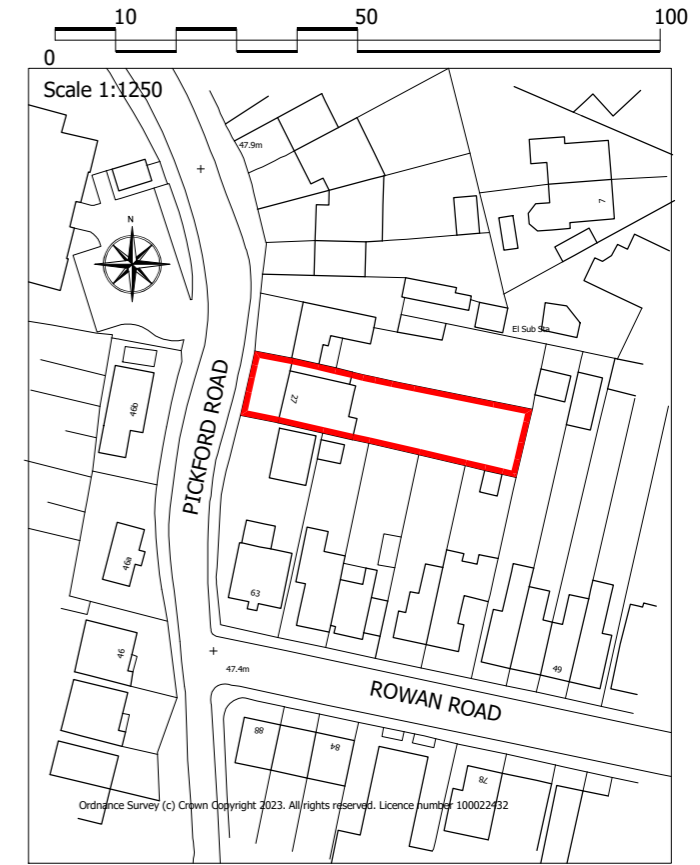 10 50 100
0
Scale 1:1250
47.9m
7
N
El Sub Sta
PICKFORD ROAD
27
46b
46a
63
46
47.4m
49
ROWAN ROAD
88
84
78
Ordnance Survey (c) Crown Copyright 2023. All rights reserved. Licence number 100022432